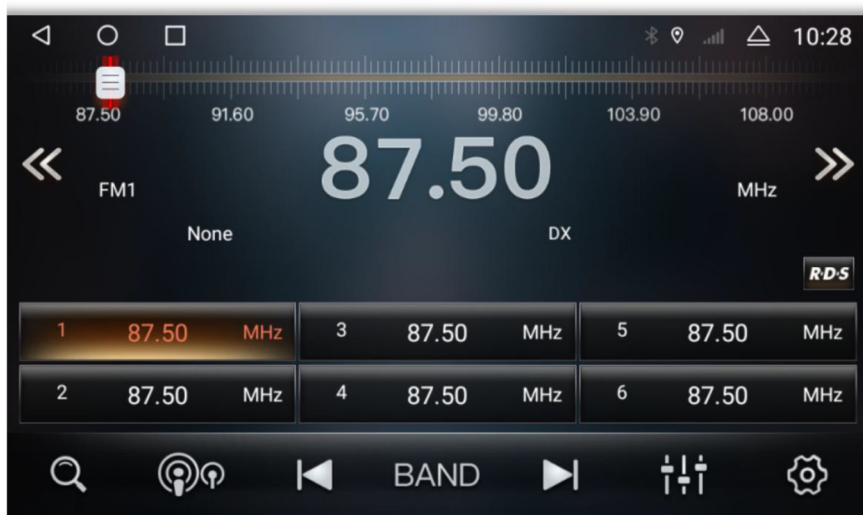 10:28
87.50 91.60 95.70 99.80 103.90 108.00
87.50
FM1 MHz
None DX
R·D·S
1 87.50 MHz 3 87.50 MHz 5 87.50 MHz
2 87.50 MHz 4 87.50 MHz 6 87.50 MHz
BAND